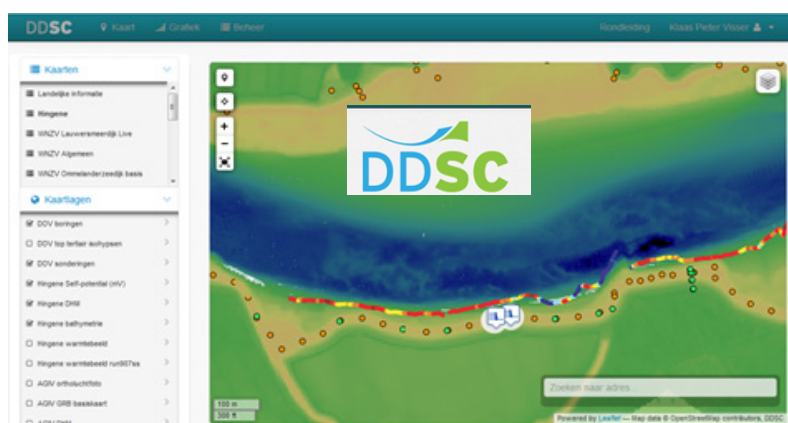 DDSC Kaart Grafiek Beheer Rondleiding Klaas Pieter Visser
Kaarten
Landelijke informatie
Hingene
WNZV Lauwersmeerdijk Live
WNZV Algemeen
WNZV Ommelanderzeedijk basis
Kaartlagen
DOV boringen
DOV top tertiair isohypsen
DOV sonderingen
Hingene Self-potential (mV)
Hingene DHM
Hingene bathymetrie
Hingene warmtebeeld
Hingene warmtebeeld run907ss
AGIV ortholuchtfoto
AGIV GRB basiskaart
AGIV DHM
+
−
DDSC
Zoeken naar adres...
100 m
300 ft
Powered by Leaflet — Map data © OpenStreetMap contributors, DDSC